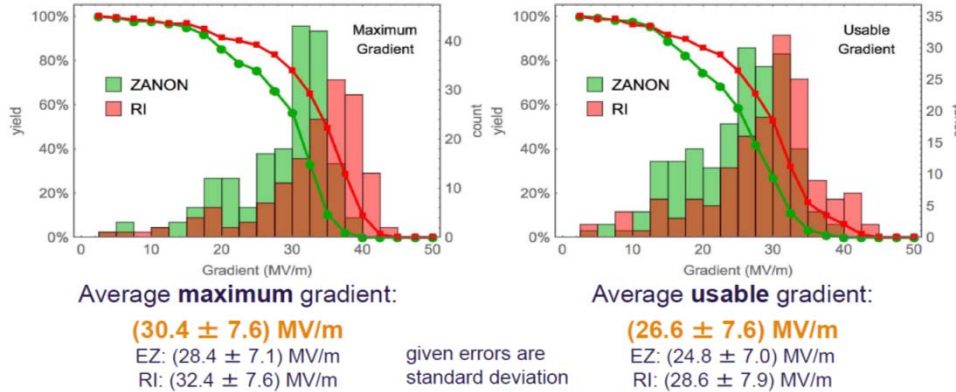 Maximum
Gradient
ZANON
RI
100%
80%
60%
40%
20%
0%
yield
40
30
20
10
0
count
0
10
20
30
40
50
Gradient (MV/m)
Usable
Gradient
ZANON
RI
100%
80%
60%
40%
20%
0%
yield
35
30
25
20
15
10
5
0
count
0
10
20
30
40
50
Gradient (MV/m)
Average maximum gradient:
(30.4 ± 7.6) MV/m
EZ: (28.4 ± 7.1) MV/m
RI: (32.4 ± 7.6) MV/m
given errors are
standard deviation
Average usable gradient:
(26.6 ± 7.6) MV/m
EZ: (24.8 ± 7.0) MV/m
RI: (28.6 ± 7.9) MV/m